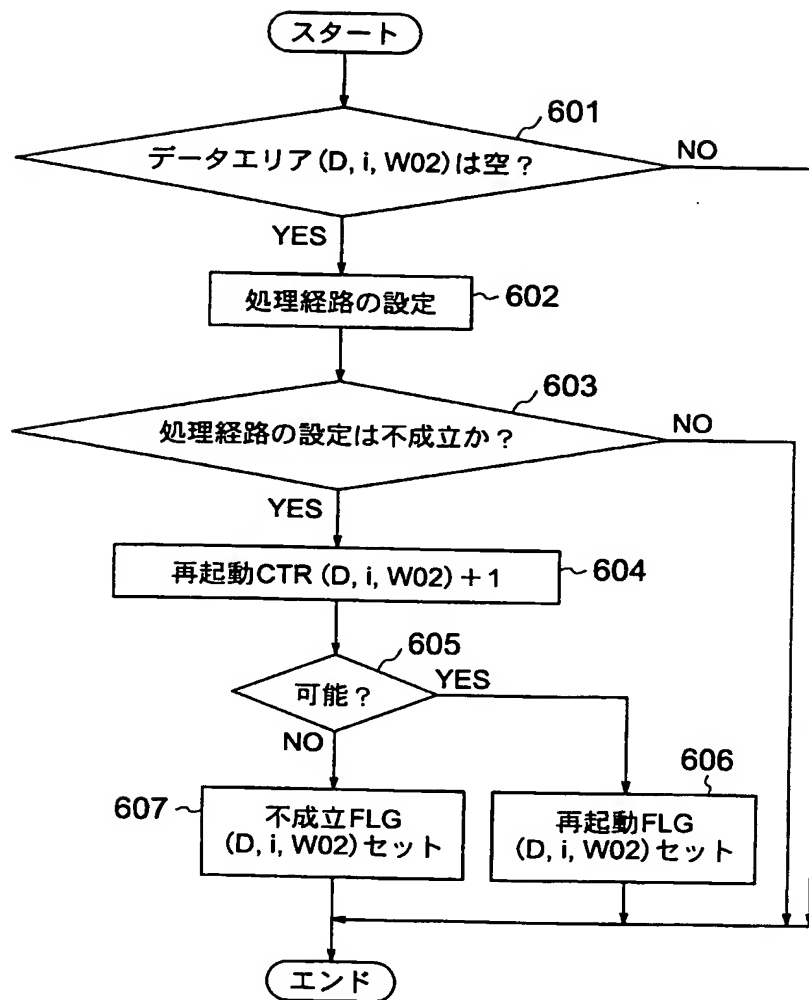 スタート
601
データエリア(D, i, W02)は空？
NO
YES
処理経路の設定
602
603
処理経路の設定は不成立か？
NO
YES
再起動CTR (D, i, W02) + 1
604
605
可能？
YES
NO
606
607
不成立FLG
(D, i, W02) セット
再起動FLG
(D, i, W02) セット
エンド